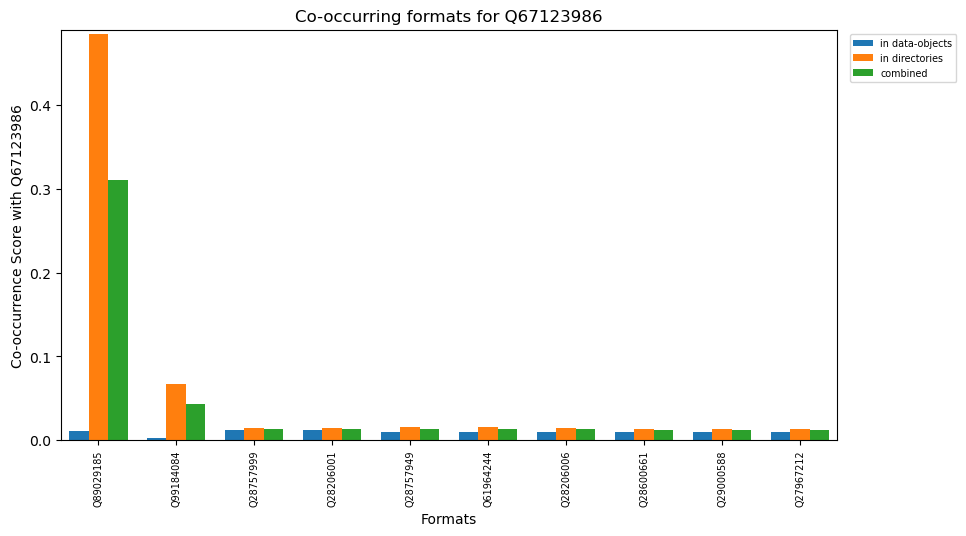 Co-occurring formats for Q67123986
in data-objects
in directories
combined
Co-occurrence Score with Q67123986
0.4
0.3
0.2
0.1
0.0
Q89029185
Q99184084
Q28757999
Q28206001
Q28757949
Q61964244
Q28206006
Q28600661
Q29000588
Q27967212
Formats